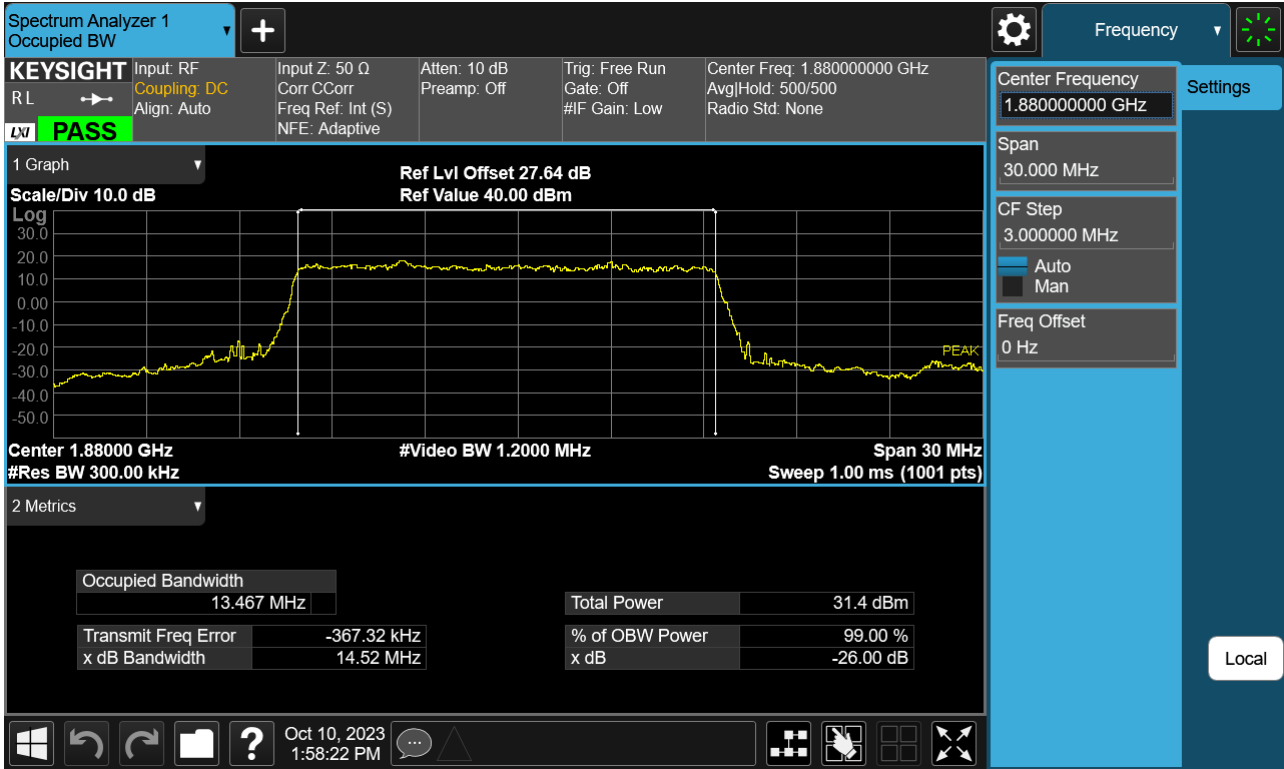 Spectrum Analyzer 1
Occupied BW
Frequency
KEYSIGHT
R L
LXI
PASS
Input: RF
Coupling: DC
Align: Auto
Input Z: 50 Ω
Corr CCorr
Freq Ref: Int (S)
NFE: Adaptive
Atten: 10 dB
Preamp: Off
Trig: Free Run
Gate: Off
#IF Gain: Low
Center Freq: 1.880000000 GHz
Avg|Hold: 500/500
Radio Std: None
1 Graph
Scale/Div 10.0 dB
Ref Lvl Offset 27.64 dB
Ref Value 40.00 dBm
Log
30.0
20.0
10.0
0.00
-10.0
-20.0
-30.0
-40.0
-50.0
PEAK
Center 1.88000 GHz
#Video BW 1.2000 MHz
Span 30 MHz
#Res BW 300.00 kHz
Sweep 1.00 ms (1001 pts)
2 Metrics
Occupied Bandwidth
13.467 MHz
Total Power 31.4 dBm
Transmit Freq Error -367.32 kHz
% of OBW Power 99.00 %
x dB Bandwidth 14.52 MHz
x dB -26.00 dB
Center Frequency
1.880000000 GHz
Span
30.000 MHz
CF Step
3.000000 MHz
Auto
Man
Freq Offset
0 Hz
Settings
Local
?
Oct 10, 2023
1:58:22 PM